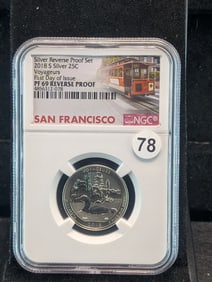 Silver Reverse Proof Set
2018 S Silver 25C
Voyageurs
First Day of Issue
PF 69 REVERSE PROOF
SAN FRANCISCO
NGC
78
VOYAGEURS